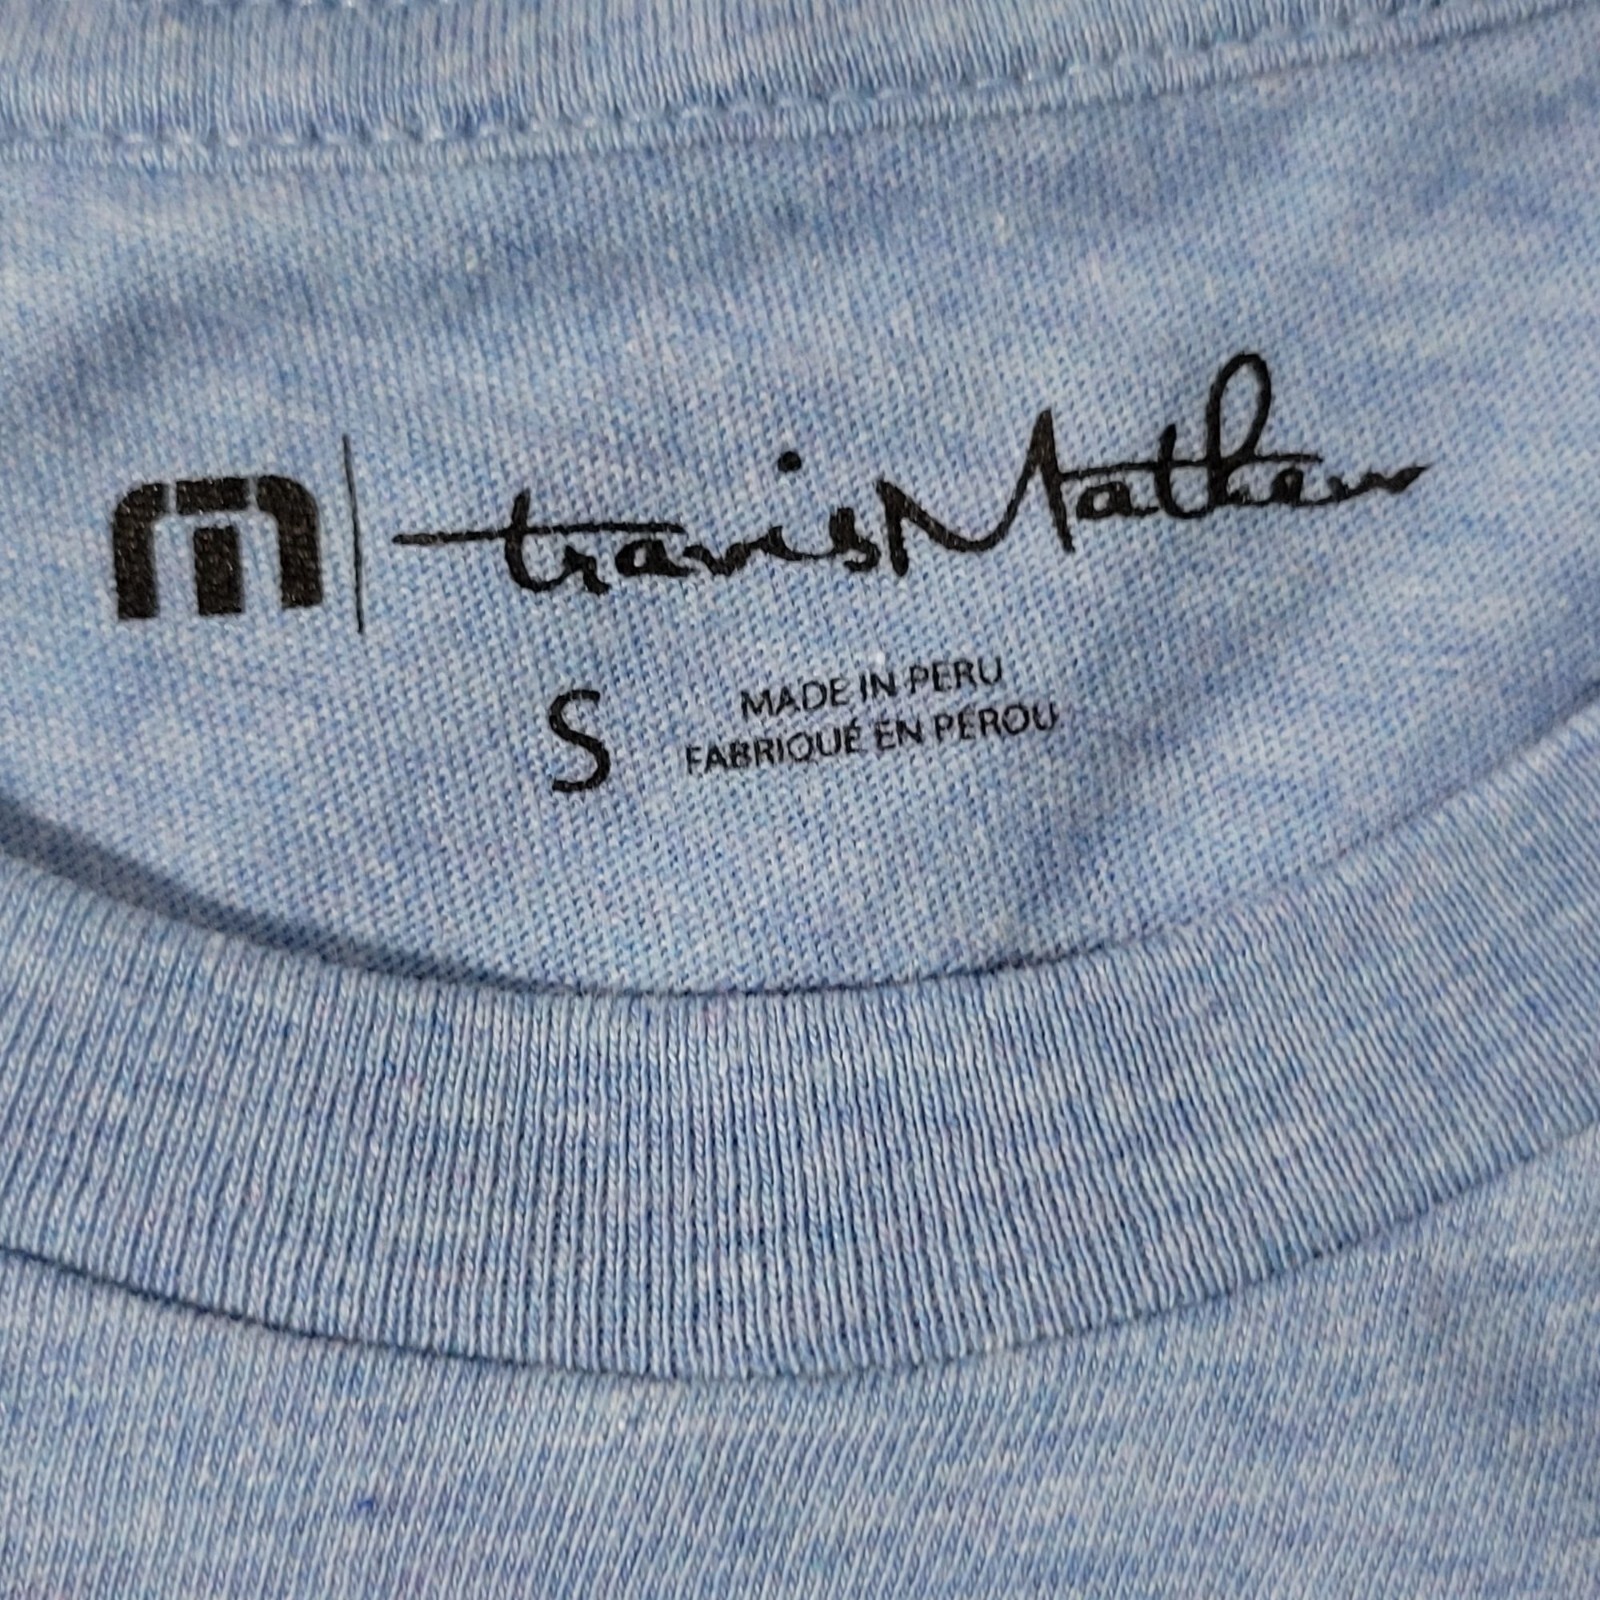 travisMathew
S
MADE IN PERU
FABRIQUÉ EN PÉROU